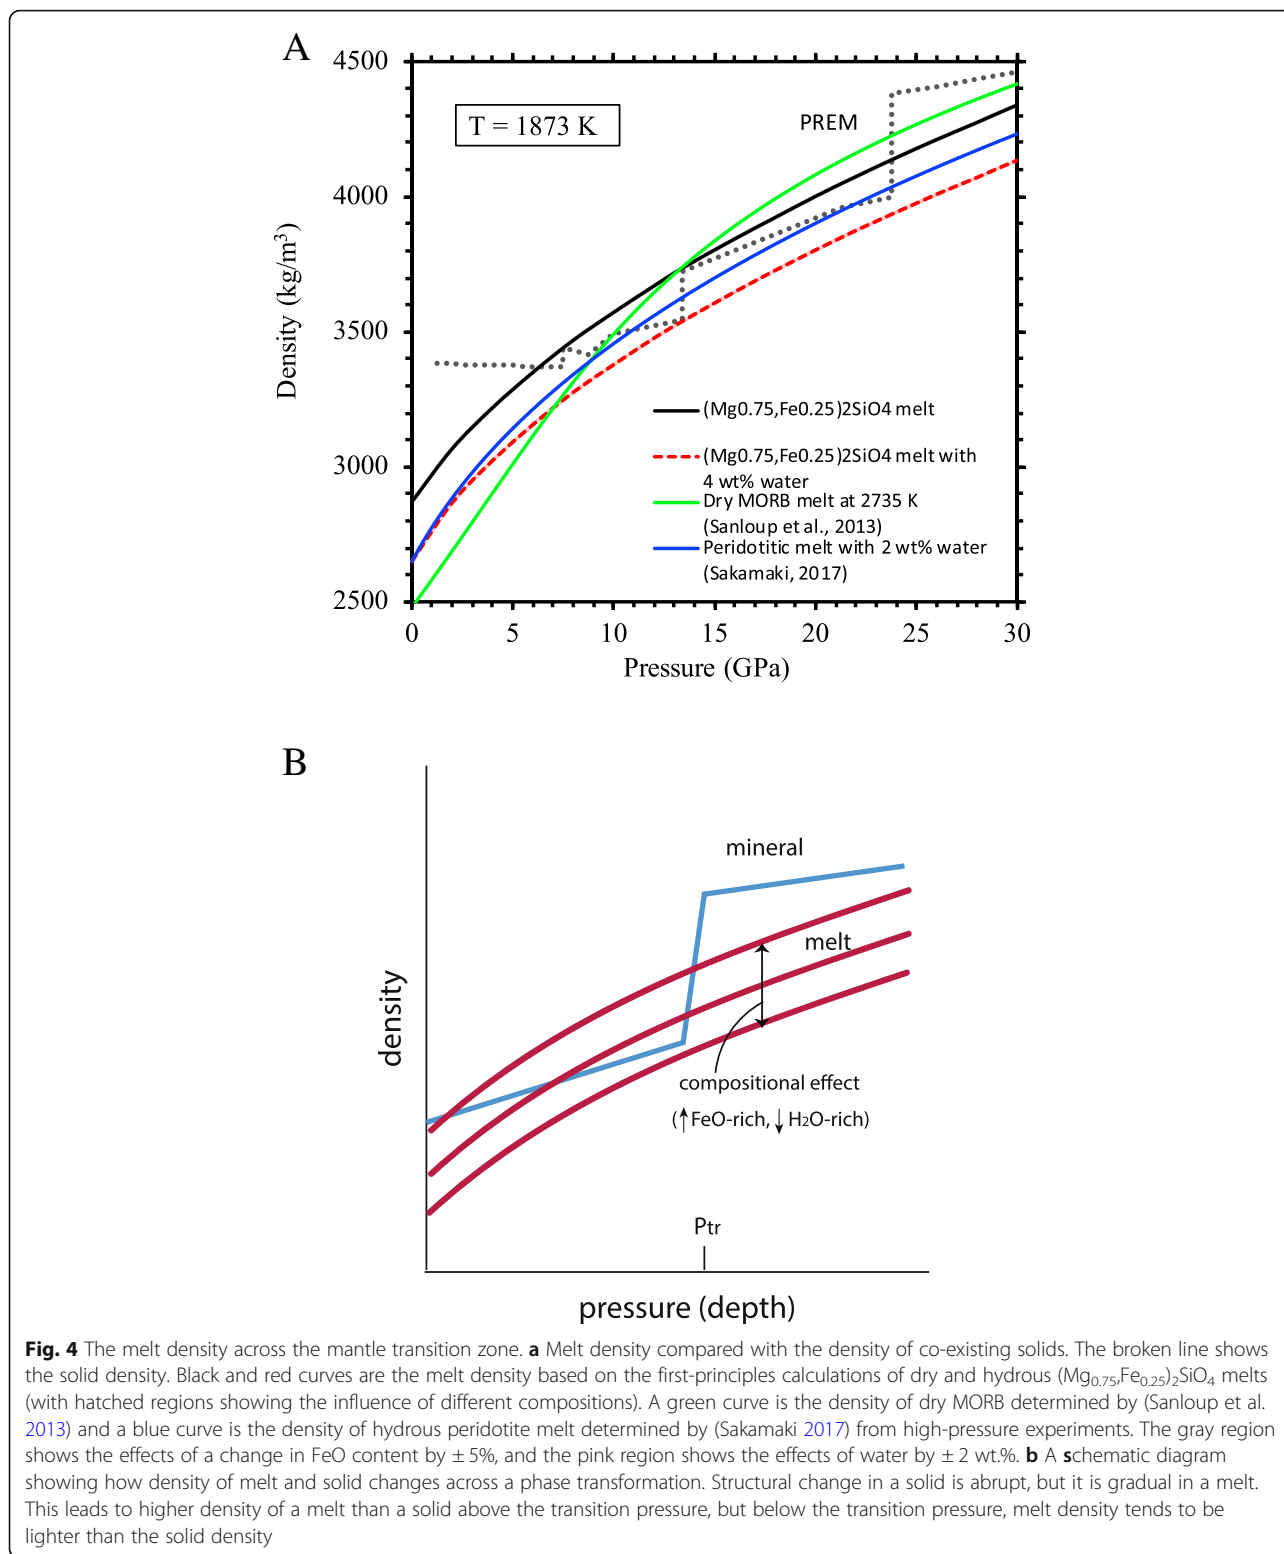 A
4500
4000
3500
3000
2500
Density (kg/m³)
T = 1873 K
PREM
(Mg0.75,Fe0.25)2SiO4 melt
(Mg0.75,Fe0.25)2SiO4 melt with
4 wt% water
Dry MORB melt at 2735 K
(Sanloup et al., 2013)
Peridotitic melt with 2 wt% water
(Sakamaki, 2017)
0 5 10 15 20 25 30
Pressure (GPa)
B
mineral
melt
density
compositional effect
(↑FeO-rich, ↓H2O-rich)
Ptr
pressure (depth)
Fig. 4 The melt density across the mantle transition zone. a Melt density compared with the density of co-existing solids. The broken line shows
the solid density. Black and red curves are the melt density based on the first-principles calculations of dry and hydrous (Mg0.75,Fe0.25)2SiO4 melts
(with hatched regions showing the influence of different compositions). A green curve is the density of dry MORB determined by (Sanloup et al.
2013) and a blue curve is the density of hydrous peridotite melt determined by (Sakamaki 2017) from high-pressure experiments. The gray region
shows the effects of a change in FeO content by ± 5%, and the pink region shows the effects of water by ± 2 wt.%. b A schematic diagram
showing how density of melt and solid changes across a phase transformation. Structural change in a solid is abrupt, but it is gradual in a melt.
This leads to higher density of a melt than a solid above the transition pressure, but below the transition pressure, melt density tends to be
lighter than the solid density